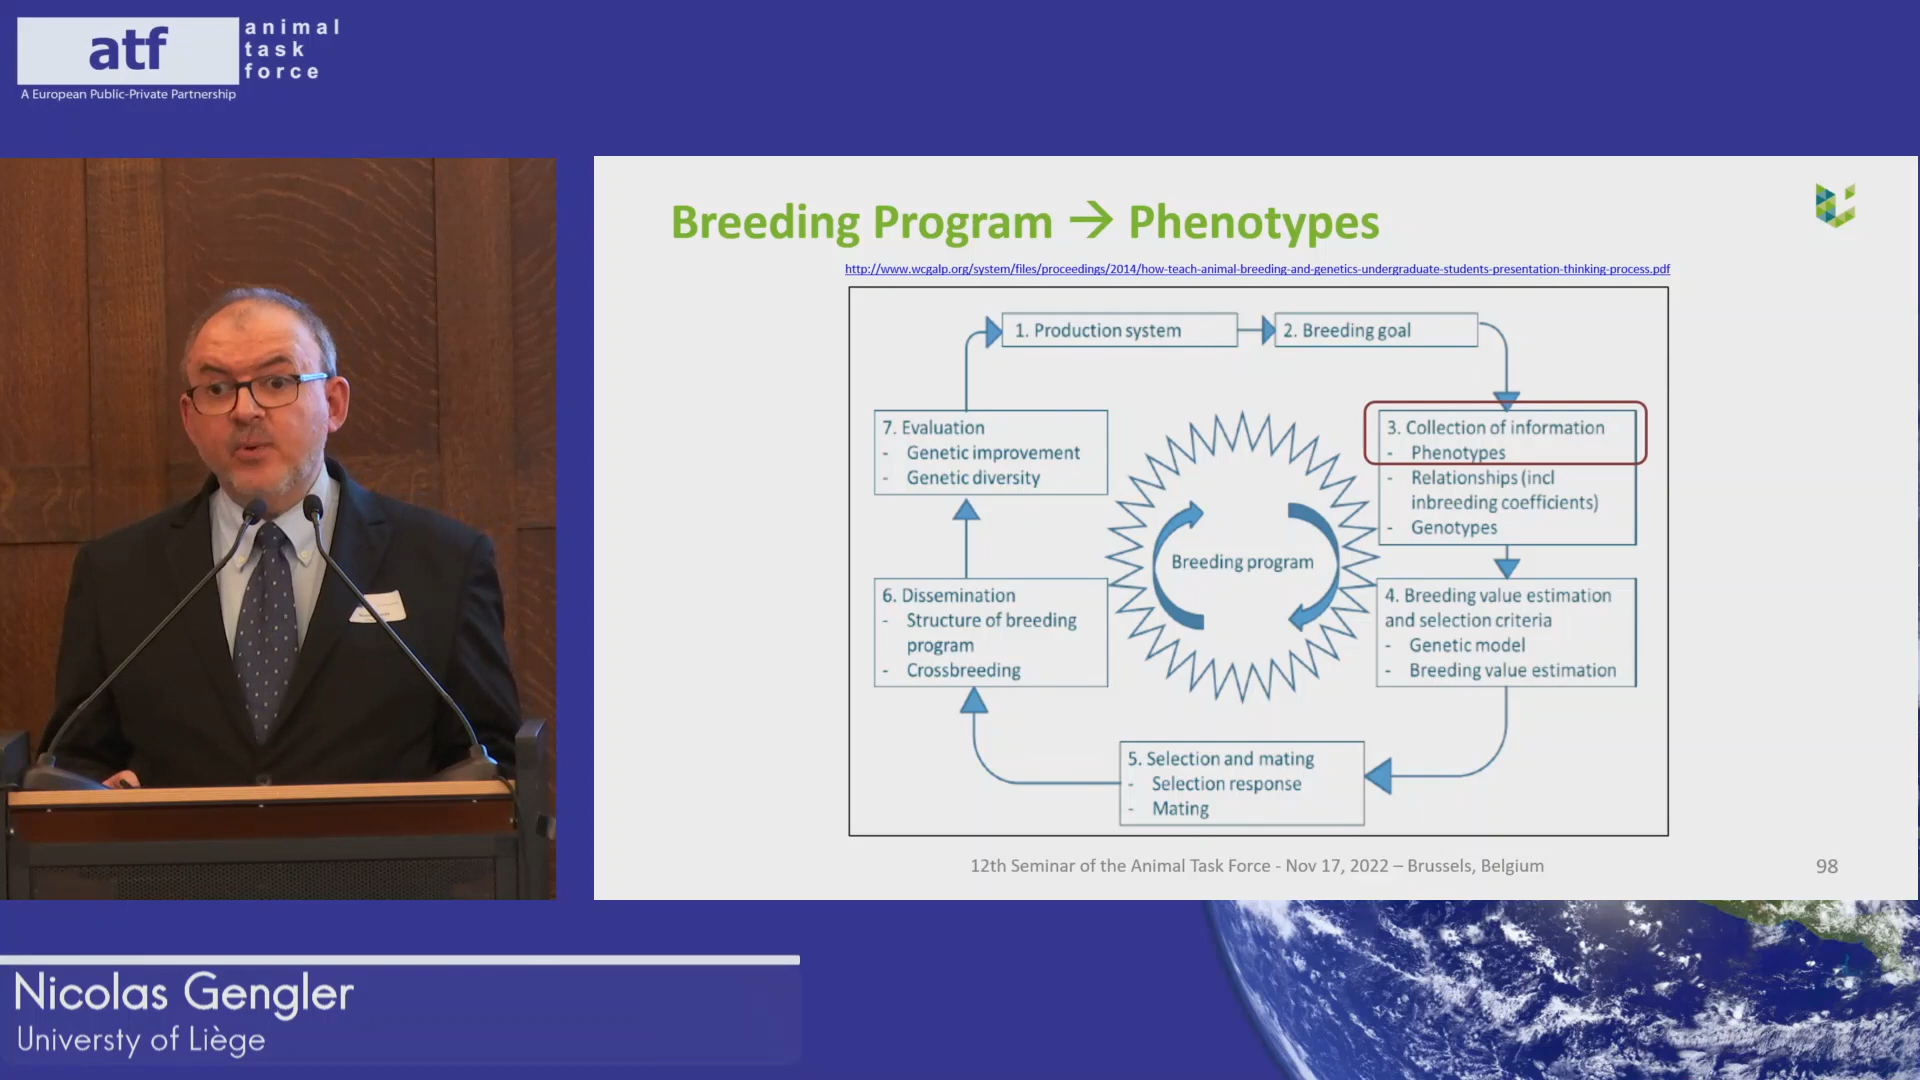 atf
animal
task
force
A European Public-Private Partnership
Breeding Program → Phenotypes
http://www.wcgalp.org/system/files/proceedings/2014/how-teach-animal-breeding-and-genetics-undergraduate-students-presentation-thinking-process.pdf
1. Production system
2. Breeding goal
3. Collection of information
- Phenotypes
- Relationships (incl
inbreeding coefficients)
- Genotypes
4. Breeding value estimation
and selection criteria
- Genetic model
- Breeding value estimation
5. Selection and mating
- Selection response
- Mating
6. Dissemination
- Structure of breeding
program
- Crossbreeding
7. Evaluation
- Genetic improvement
- Genetic diversity
Breeding program
12th Seminar of the Animal Task Force - Nov 17, 2022 – Brussels, Belgium
98
Nicolas Gengler
Universty of Liège